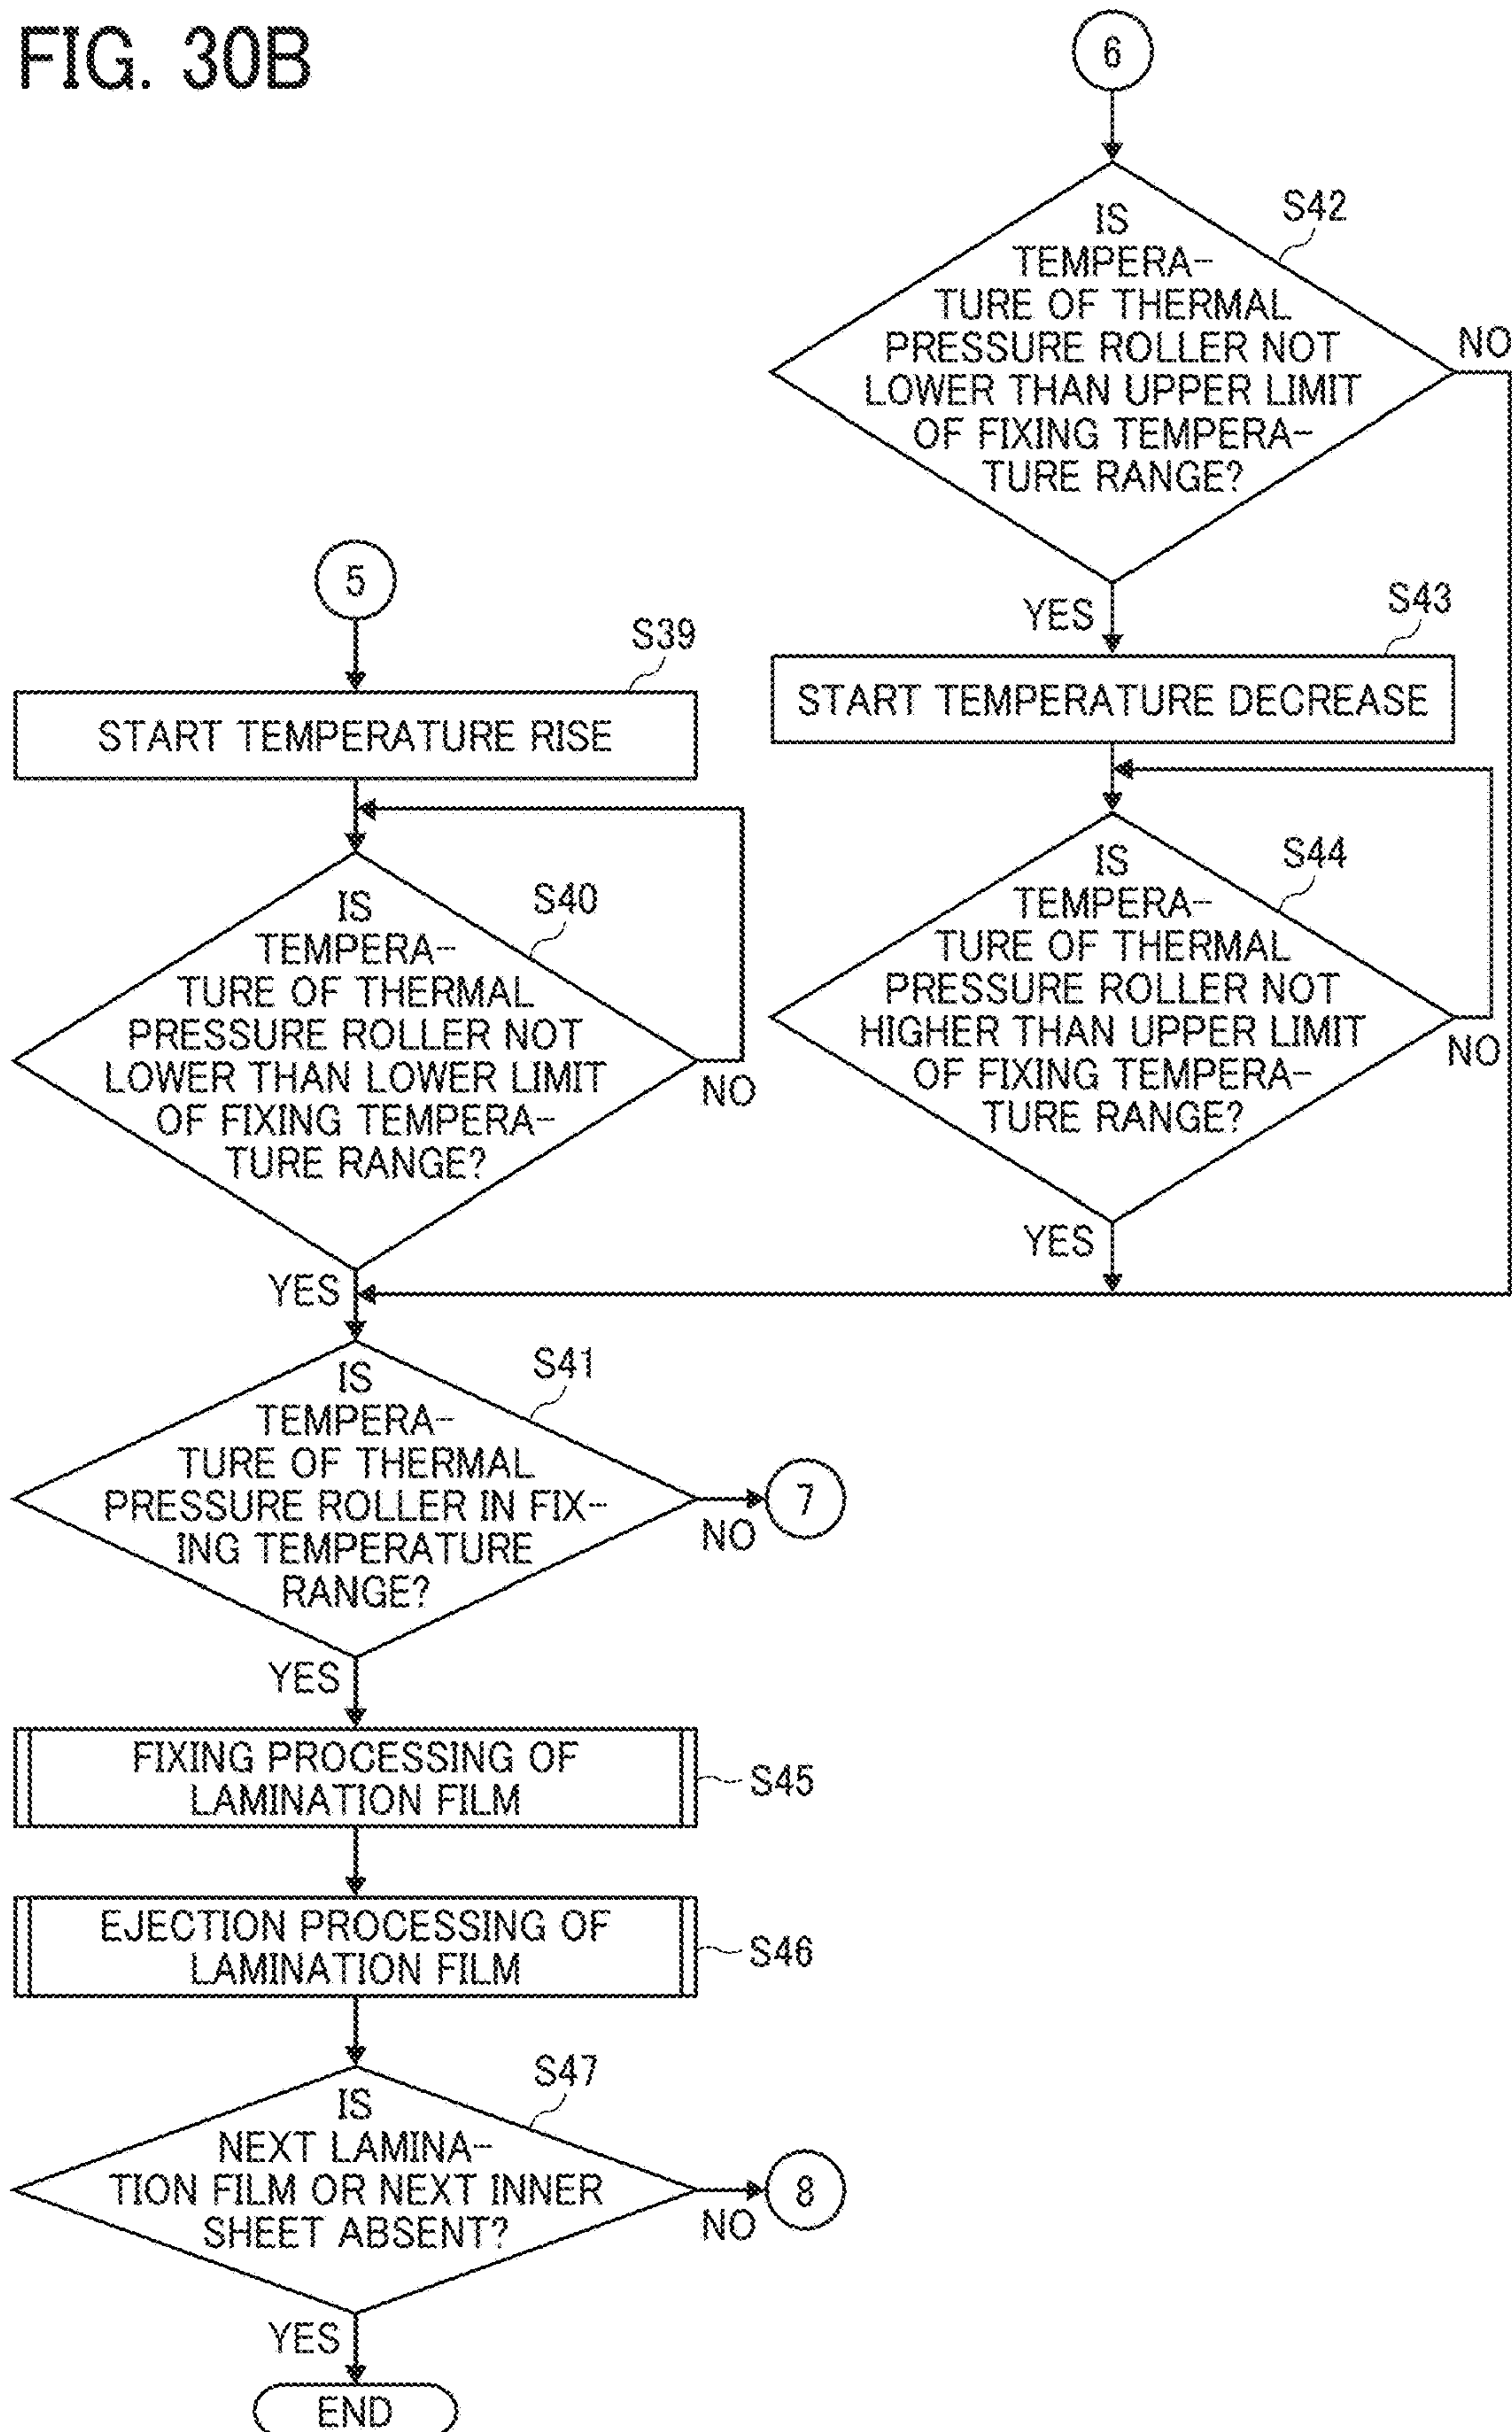 FIG. 30B
6
S42
IS
TEMPERA-
TURE OF THERMAL
PRESSURE ROLLER NOT
LOWER THAN UPPER LIMIT
OF FIXING TEMPERA-
TURE RANGE?
NO
YES
S43
START TEMPERATURE DECREASE
S44
IS
TEMPERA-
TURE OF THERMAL
PRESSURE ROLLER NOT
HIGHER THAN UPPER LIMIT
OF FIXING TEMPERA-
TURE RANGE?
NO
YES
5
S39
START TEMPERATURE RISE
S40
IS
TEMPERA-
TURE OF THERMAL
PRESSURE ROLLER NOT
LOWER THAN LOWER LIMIT
OF FIXING TEMPERA-
TURE RANGE?
NO
YES
S41
IS
TEMPERA-
TURE OF THERMAL
PRESSURE ROLLER IN FIX-
ING TEMPERATURE
RANGE?
NO
7
YES
FIXING PROCESSING OF
LAMINATION FILM
S45
EJECTION PROCESSING OF
LAMINATION FILM
S46
S47
IS
NEXT LAMINA-
TION FILM OR NEXT INNER
SHEET ABSENT?
NO
8
YES
END